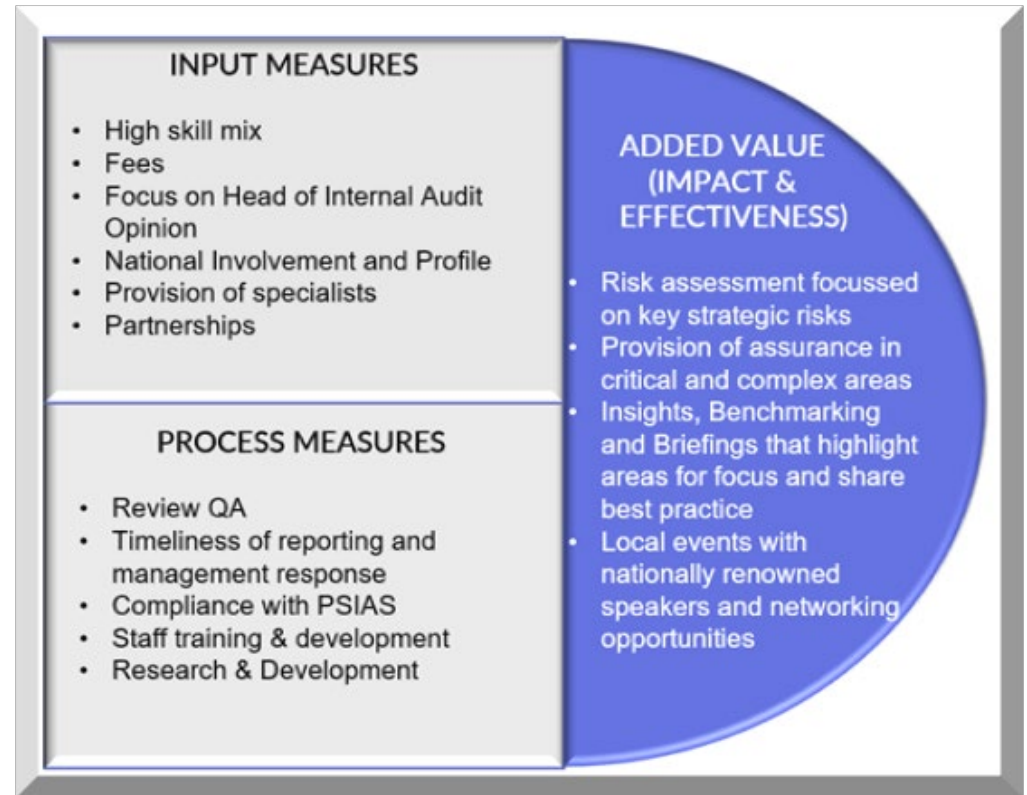 INPUT MEASURES
• High skill mix
• Fees
• Focus on Head of Internal Audit
Opinion
• National Involvement and Profile
• Provision of specialists
• Partnerships
PROCESS MEASURES
• Review QA
• Timeliness of reporting and
management response
• Compliance with PSIAS
• Staff training & development
• Research & Development
ADDED VALUE
(IMPACT &
EFFECTIVENESS)
• Risk assessment focussed
on key strategic risks
• Provision of assurance in
critical and complex areas
• Insights, Benchmarking
and Briefings that highlight
areas for focus and share
best practice
• Local events with
nationally renowned
speakers and networking
opportunities